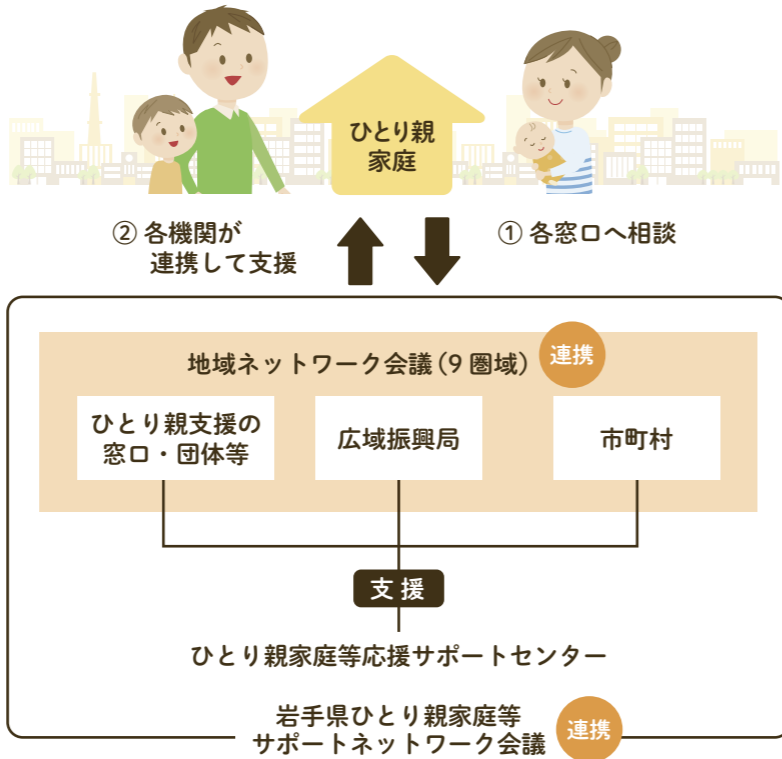 ひとり親
家庭
② 各機関が
連携して支援
① 各窓口へ相談
地域ネットワーク会議(9 圏域)
連携
ひとり親支援の
窓口・団体等
広域振興局
市町村
支援
ひとり親家庭等応援サポートセンター
岩手県ひとり親家庭等
サポートネットワーク会議
連携